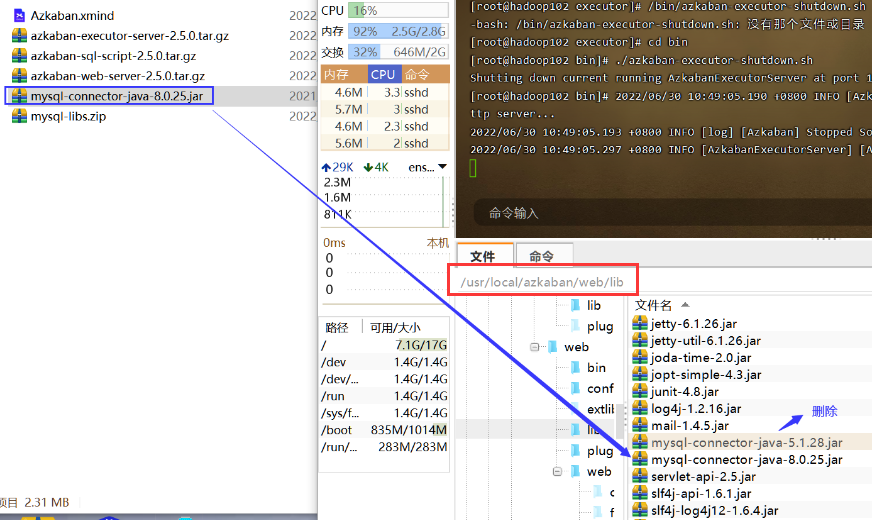 Azkaban.xmind
2022
azkaban-executor-server-2.5.0.tar.gz
2022
azkaban-sql-script-2.5.0.tar.gz
2022
azkaban-web-server-2.5.0.tar.gz
2022
mysql-connector-java-8.0.25.jar
2021
mysql-libs.zip
2022
项目 2.31 MB
CPU 16%
内存 92% 2.5G/2.8G
交换 32% 646M/2G
内存 CPU 命令
4.6M 3.3 sshd
5.7M 3 sshd
4.6M 2.3 sshd
5.6M 2 sshd
29K 4K ens...
2.3M
1.6M
811K
0ms 本机
0
0
0
路径 可用/大小
/ 7.1G/17G
/dev 1.4G/1.4G
/dev/... 1.4G/1.4G
/run 1.4G/1.4G
/sys/f... 1.4G/1.4G
/boot 835M/1014M
/run/... 283M/283M
[root@hadoop102 executor]# /bin/azkaban-executor-shutdown.sh
-bash: /bin/azkaban-executor-shutdown.sh: 没有那个文件或目录
[root@hadoop102 executor]# cd bin
[root@hadoop102 bin]# ./azkaban-executor-shutdown.sh
Shutting down current running AzkabanExecutorServer at port 1
[root@hadoop102 bin]# 2022/06/30 10:49:05.190 +0800 INFO [Azk
ttp server...
2022/06/30 10:49:05.193 +0800 INFO [log] [Azkaban] Stopped So
2022/06/30 10:49:05.297 +0800 INFO [AzkabanExecutorServer] [A
命令输入
文件 命令
/usr/local/azkaban/web/lib
lib
plug
web
bin
conf
extlib
lib
plug
web
c
f
文件名
jetty-6.1.26.jar
jetty-util-6.1.26.jar
joda-time-2.0.jar
jopt-simple-4.3.jar
junit-4.8.jar
log4j-1.2.16.jar
删除
mail-1.4.5.jar
mysql-connector-java-5.1.28.jar
mysql-connector-java-8.0.25.jar
servlet-api-2.5.jar
slf4j-api-1.6.1.jar
slf4j-log4j12-1.6.4.jar